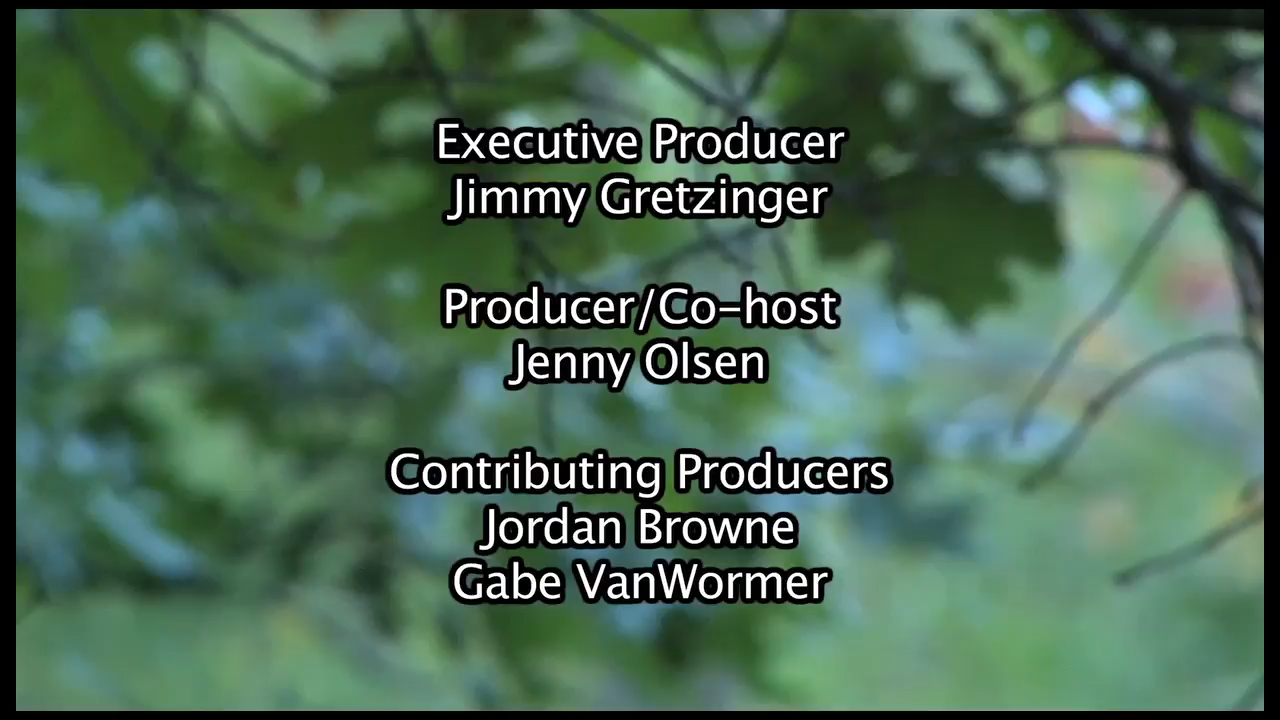 Executive Producer
Jimmy Gretzinger
Producer/Co-host
Jenny Olsen
Contributing Producers
Jordan Browne
Gabe VanWormer